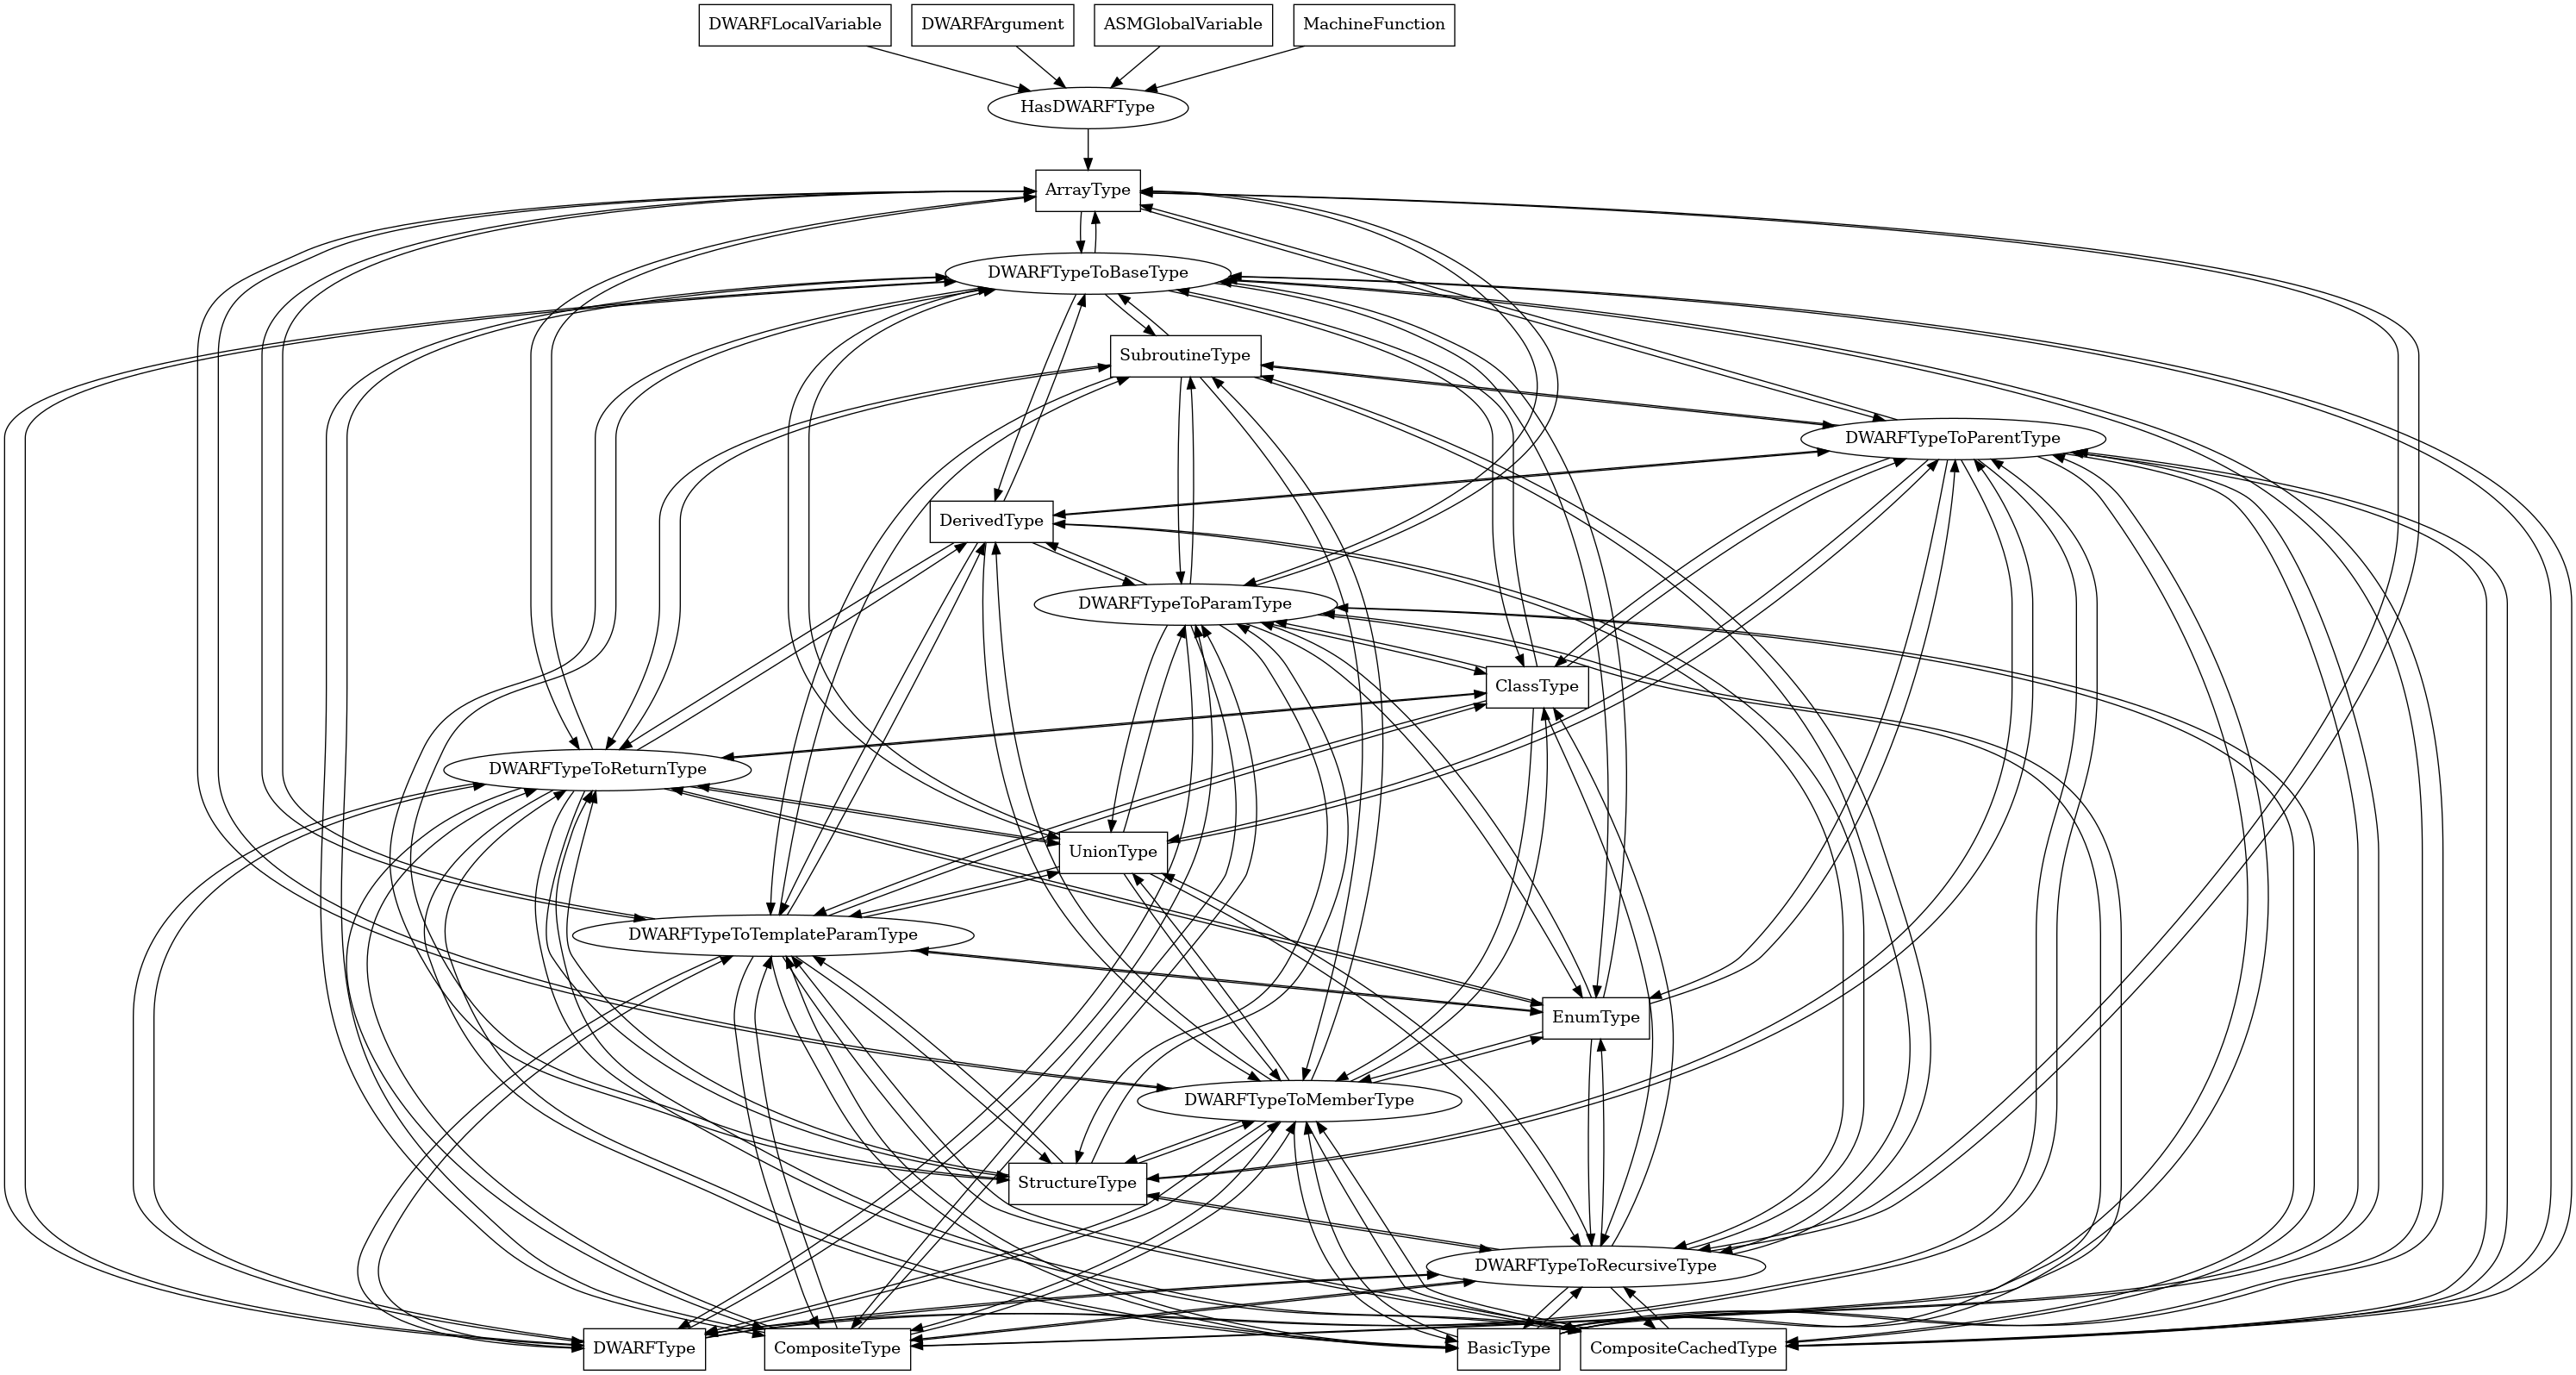 DWARFLocalVariable
DWARFArgument
ASMGlobalVariable
MachineFunction
HasDWARFType
ArrayType
DWARFTypeToBaseType
SubroutineType
DWARFTypeToParentType
DerivedType
DWARFTypeToParamType
ClassType
DWARFTypeToReturnType
UnionType
DWARFTypeToTemplateParamType
EnumType
DWARFTypeToMemberType
StructureType
DWARFTypeToRecursiveType
DWARFType
CompositeType
BasicType
CompositeCachedType